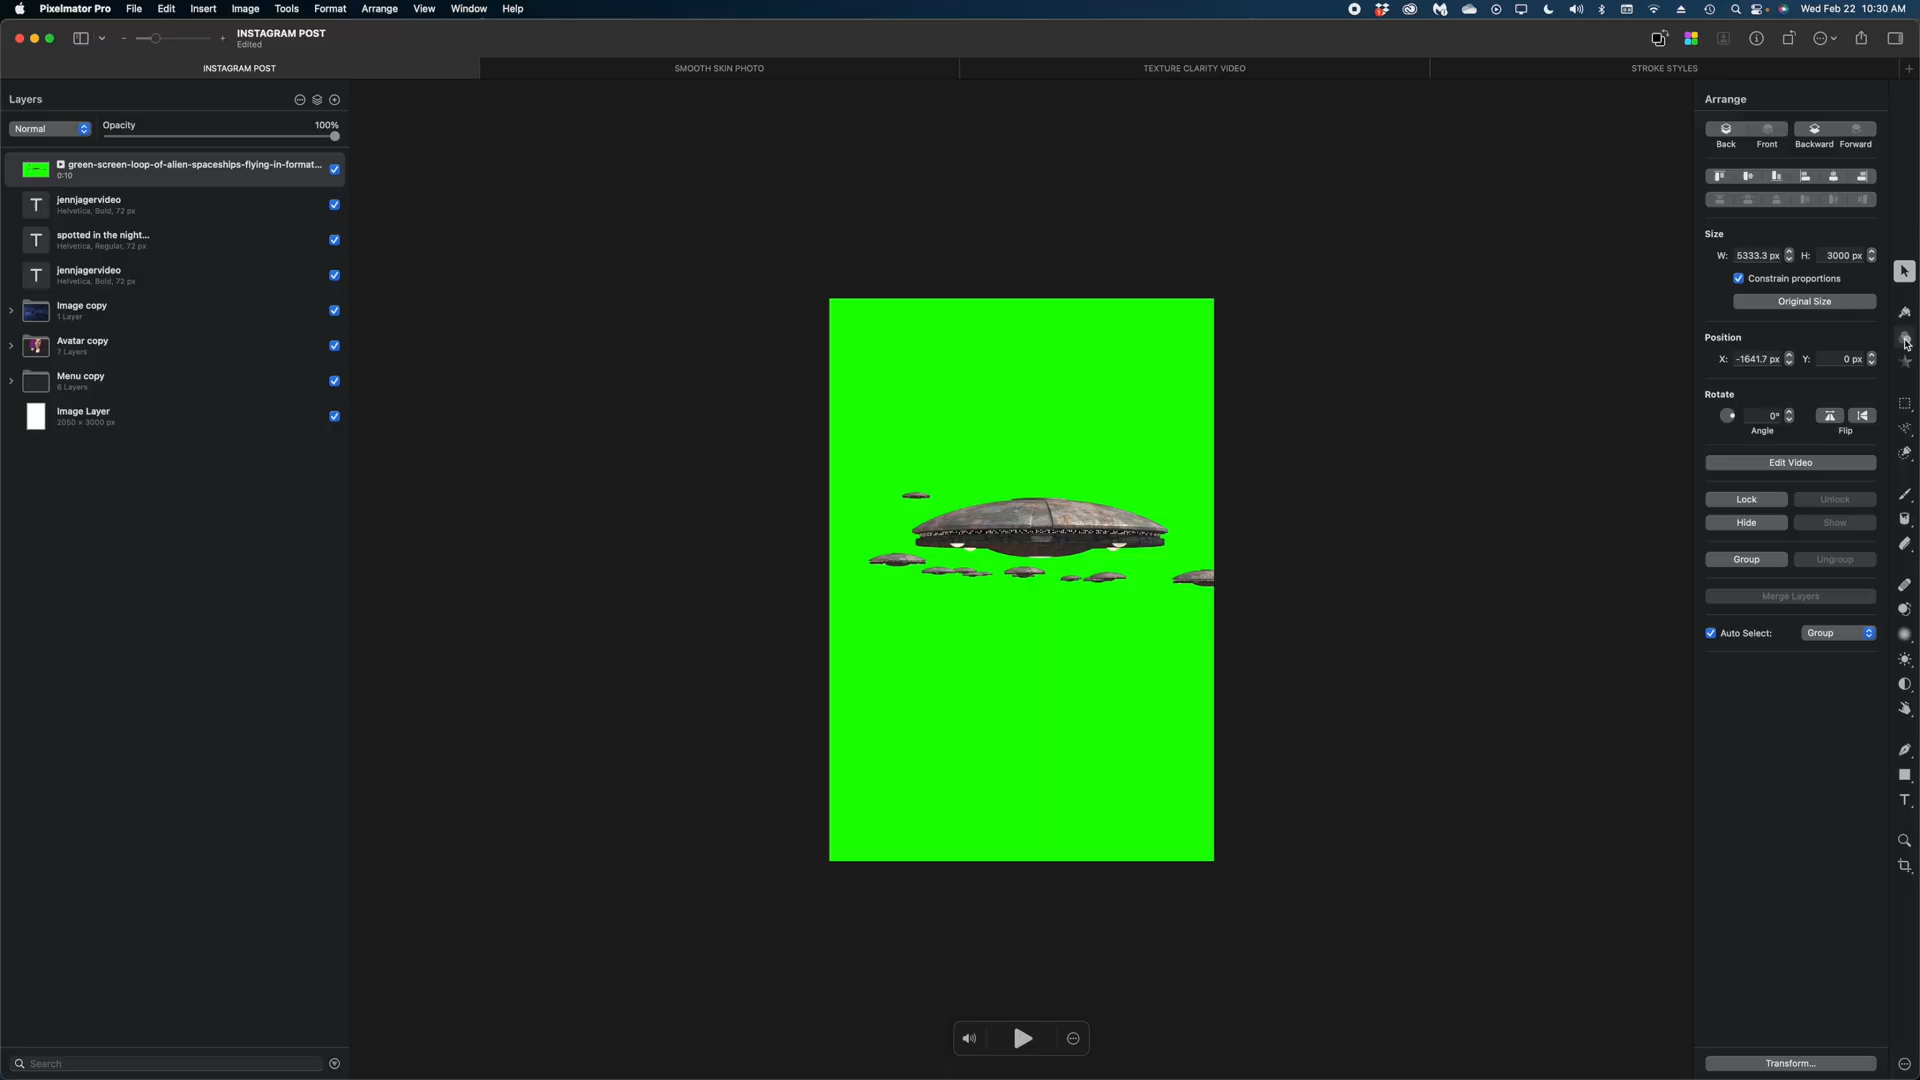 Pixelmator Pro File Edit Insert Image Tools Format Arrange View Window Help Wed Feb 22 10:30 AM
INSTAGRAM POST
Edited
INSTAGRAM POST SMOOTH SKIN PHOTO TEXTURE CLARITY VIDEO STROKE STYLES
Layers
Normal Opacity 100%
green-screen-loop-of-alien-spaceships-flying-in-format...
0:10
jennjagervideo
Helvetica, Bold, 72 px
spotted in the night...
Helvetica, Regular, 72 px
jennjagervideo
Helvetica, Bold, 72 px
Image copy
1 Layer
Avatar copy
7 Layers
Menu copy
6 Layers
Image Layer
2050 × 3000 px
Search
Arrange
Back Front Backward Forward
Size
W: 5333.3 px H: 3000 px
Constrain proportions
Original Size
Position
X: -1641.7 px Y: 0 px
Rotate
0°
Angle Flip
Edit Video
Lock Unlock
Hide Show
Group Ungroup
Merge Layers
Auto Select: Group
Transform...